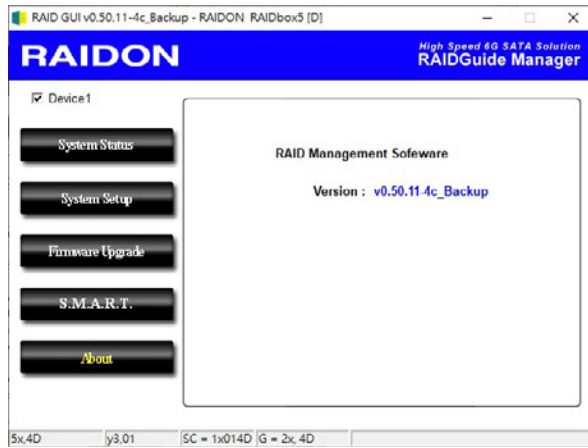 RAID GUI v0.50.11-4c_Backup - RAIDON RAIDbox5 [D]
RAIDON
High Speed 6G SATA Solution
RAIDGuide Manager
Device1
System Status
System Setup
Firmware Upgrade
S.M.A.R.T.
About
RAID Management Sofeware
Version : v0.50.11-4c_Backup
5x,4D
y3,01
SC = 1x014D
G = 2x, 4D